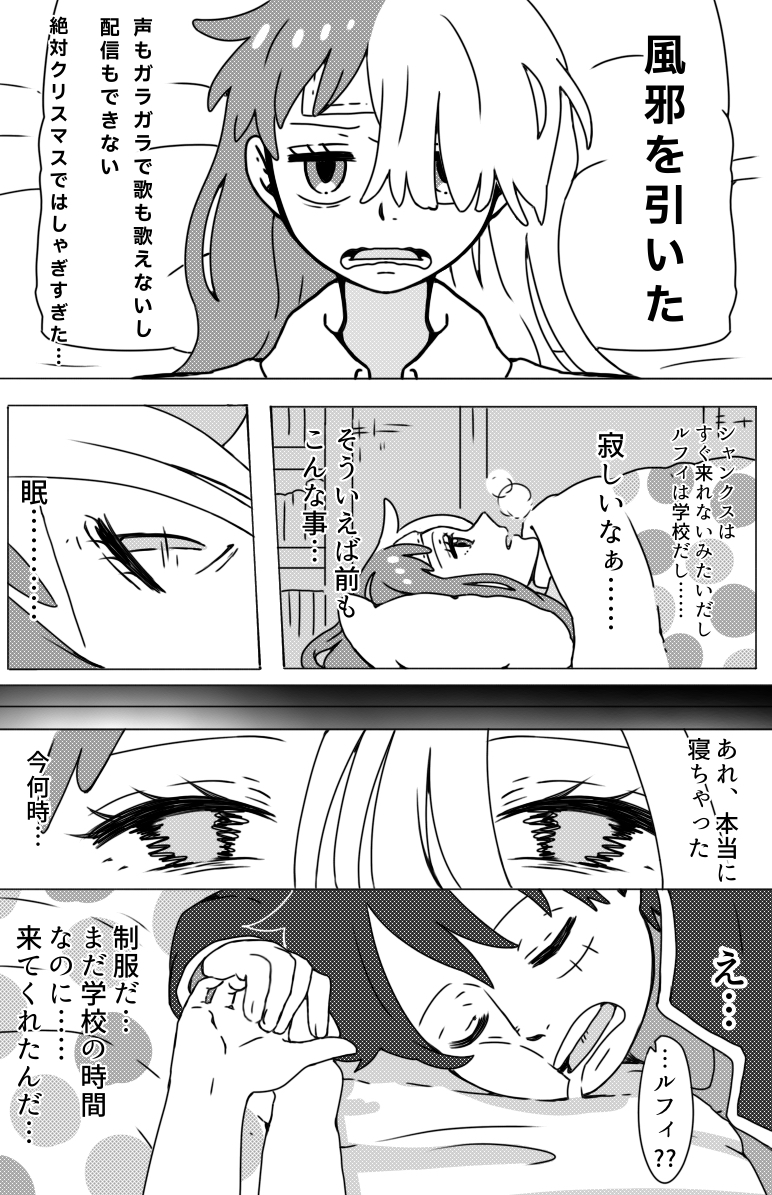 風邪を引いた
声もガラガラで歌も歌えないし
配信もできない
絶対クリスマスではしゃぎすぎた…
シャンクスは
すぐ来れないみたいだし
ルフィは学校だし……
寂しいなぁ……
そういえば前も
こんな事…
眠…………
あれ、本当に
寝ちゃった
今何時…
え…
…ルフィ??
制服だ…
まだ学校の時間
なのに……
来てくれたんだ…